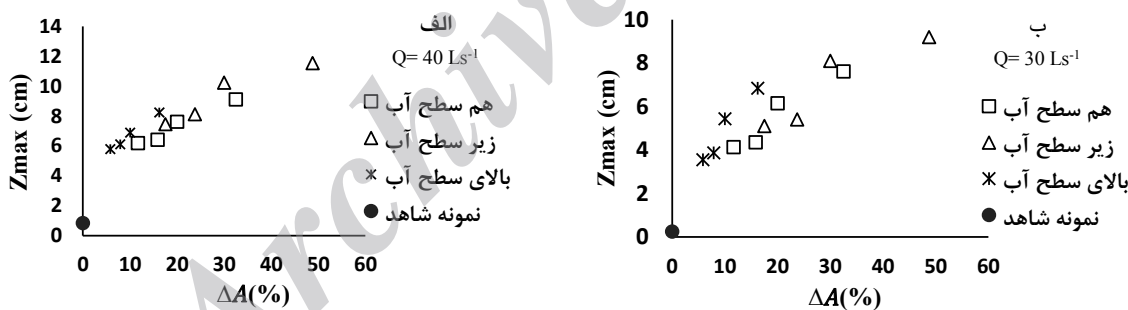 الف
Q= 40 Ls-1
هم سطح آب
زیر سطح آب
بالای سطح آب
نمونه شاهد
Zmax (cm)
14
12
10
8
6
4
2
0
0 10 20 30 40 50 60
ΔA(%)
ب
Q= 30 Ls-1
هم سطح آب
زیر سطح آب
بالای سطح آب
نمونه شاهد
Zmax (cm)
10
8
6
4
2
0
0 10 20 30 40 50 60
ΔA(%)
Archive